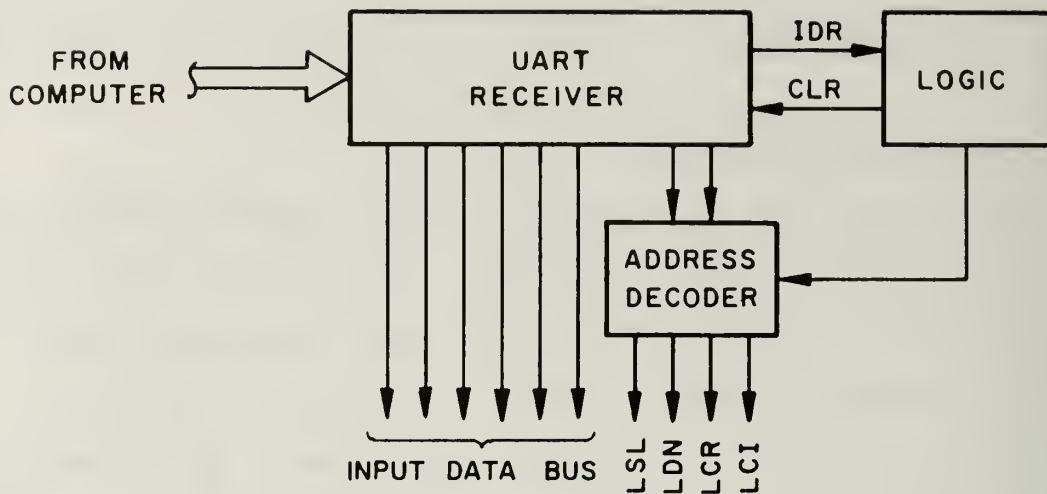 FROM
COMPUTER
UART
RECEIVER
IDR
CLR
LOGIC
ADDRESS
DECODER
INPUT DATA BUS
LSL
LDN
LCR
LCI